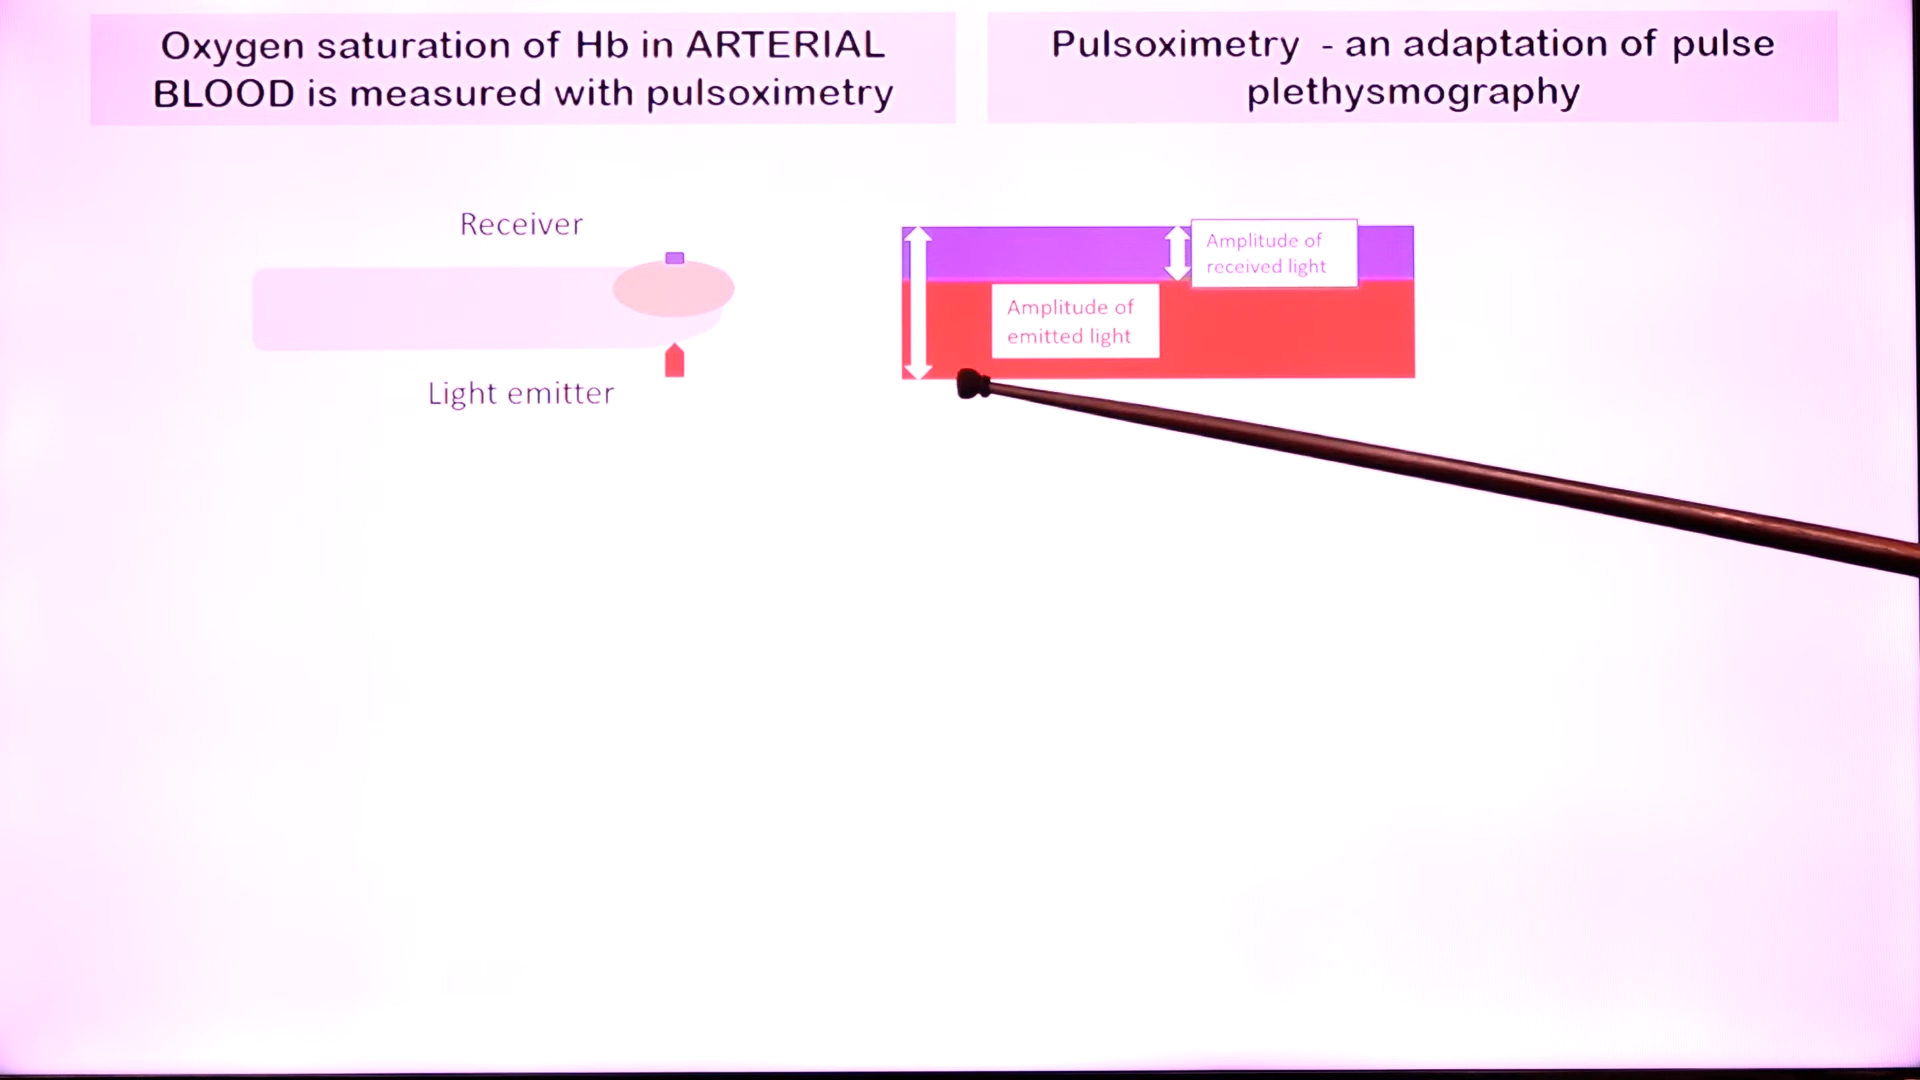 Oxygen saturation of Hb in ARTERIAL
BLOOD is measured with pulsoximetry
Pulsoximetry - an adaptation of pulse
plethysmography
Receiver
Light emitter
Amplitude of
received light
Amplitude of
emitted light